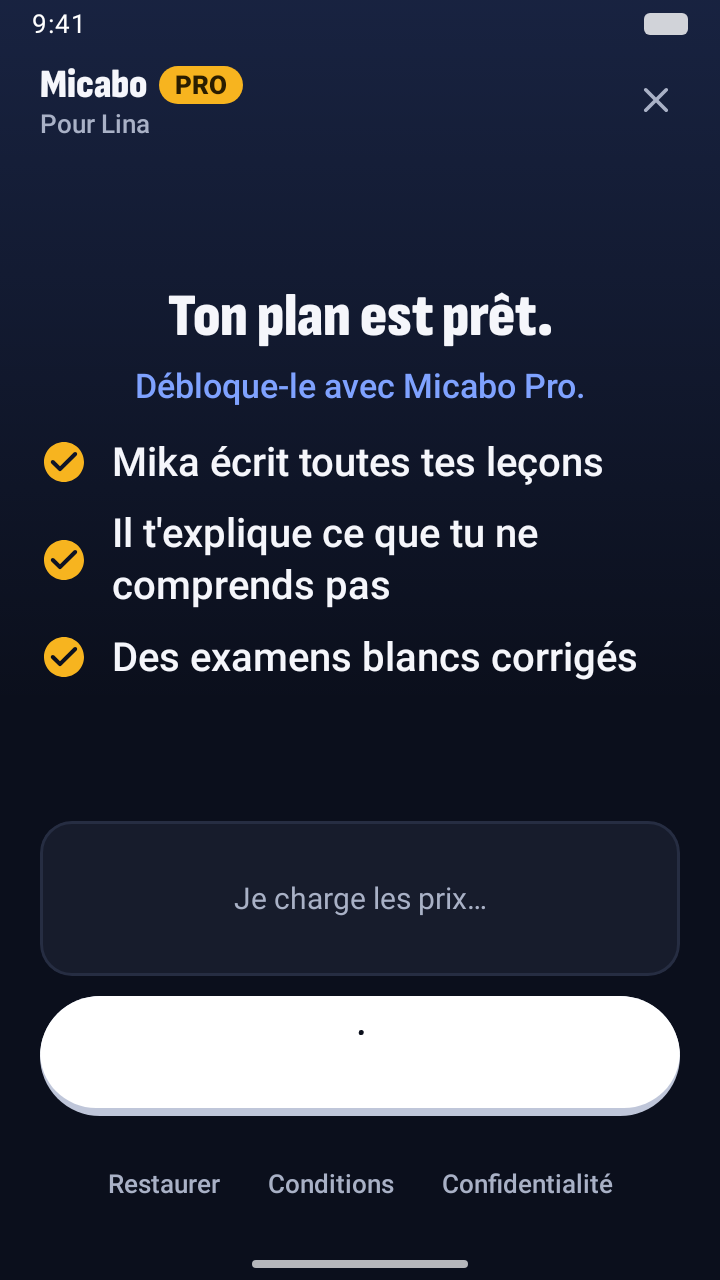 9:41
Micabo PRO
Pour Lina
Ton plan est prêt.
Débloque-le avec Micabo Pro.
Mika écrit toutes tes leçons
Il t'explique ce que tu ne
comprends pas
Des examens blancs corrigés
Je charge les prix…
Restaurer Conditions Confidentialité